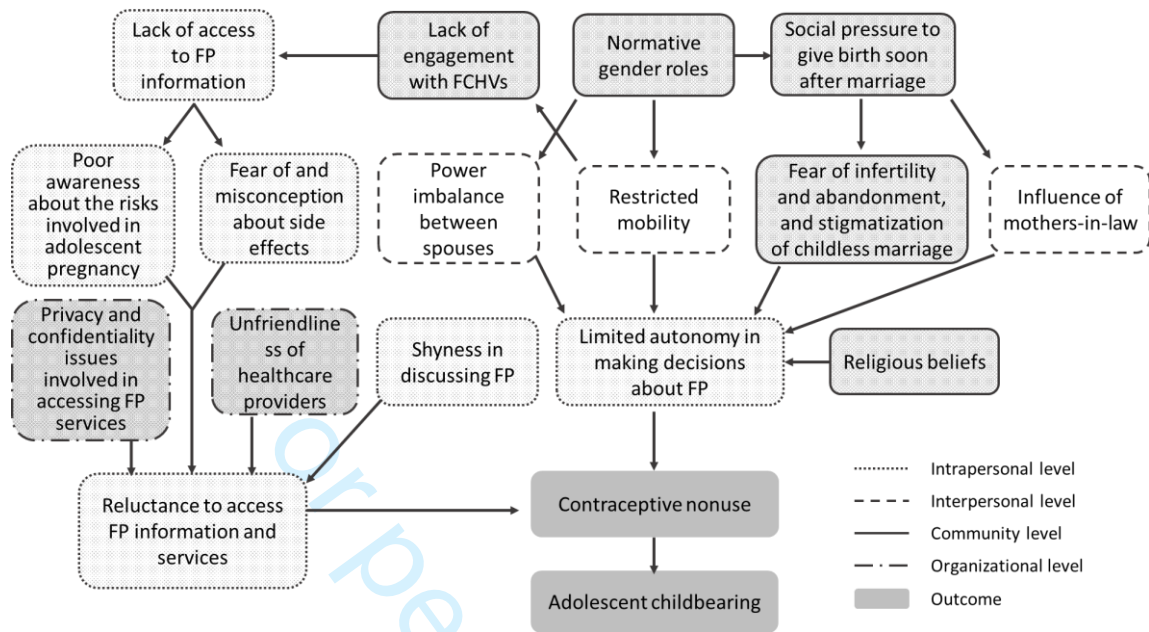 Lack of access
to FP
information
Lack of
engagement
with FCHVs
Normative
gender roles
Social pressure to
give birth soon
after marriage
Poor
awareness
about the risks
involved in
adolescent
pregnancy
Fear of and
misconception
about side
effects
Power
imbalance
between
spouses
Restricted
mobility
Fear of infertility
and abandonment,
and stigmatization
of childless marriage
Influence of
mothers-in-law
Privacy and
confidentiality
issues
involved in
accessing FP
services
Unfriendline
ss of
healthcare
providers
Shyness in
discussing FP
Limited autonomy in
making decisions
about FP
Religious beliefs
Reluctance to access
FP information and
services
Contraceptive nonuse
Adolescent childbearing
Intrapersonal level
Interpersonal level
Community level
Organizational level
Outcome
or pe